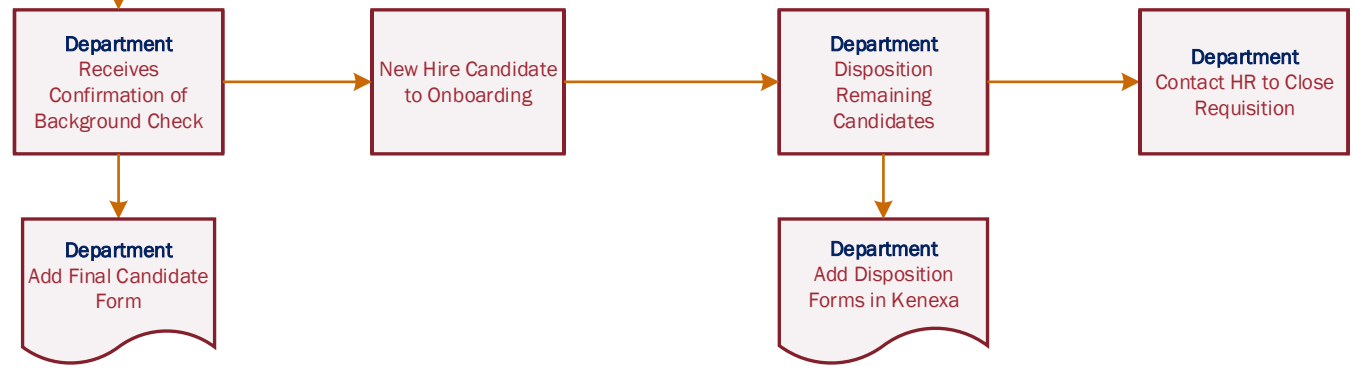 Department
Receives
Confirmation of
Background Check
New Hire Candidate
to Onboarding
Department
Disposition
Remaining
Candidates
Department
Contact HR to Close
Requisition
Department
Add Final Candidate
Form
Department
Add Disposition
Forms in Kenexa